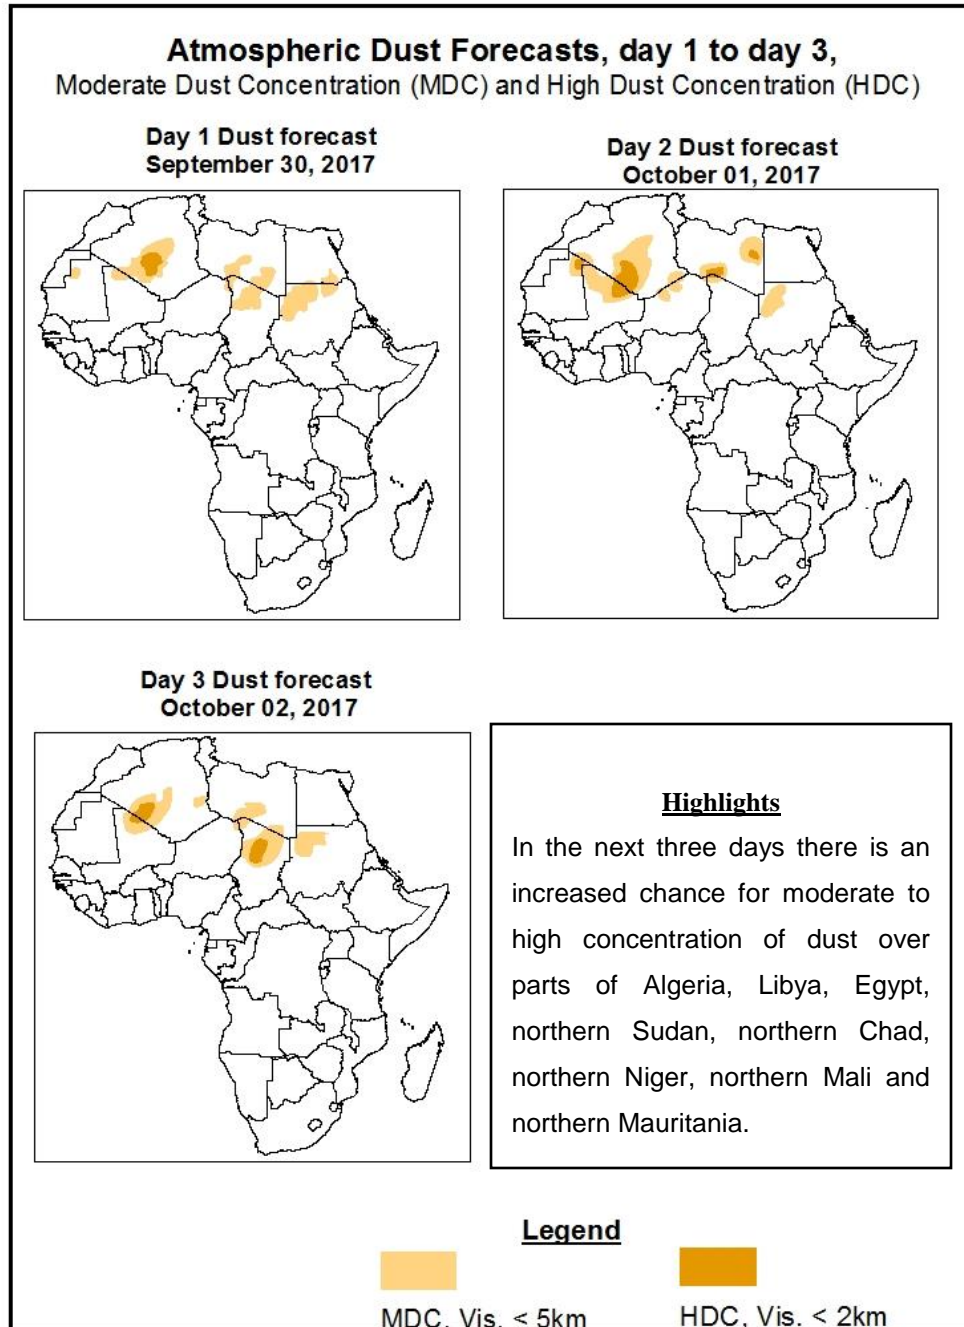 Atmospheric Dust Forecasts, day 1 to day 3,
Moderate Dust Concentration (MDC) and High Dust Concentration (HDC)
Day 1 Dust forecast
September 30, 2017
Day 2 Dust forecast
October 01, 2017
Day 3 Dust forecast
October 02, 2017
Highlights
In the next three days there is an
increased chance for moderate to
high concentration of dust over
parts of Algeria, Libya, Egypt,
northern Sudan, northern Chad,
northern Niger, northern Mali and
northern Mauritania.
Legend
MDC, Vis. < 5km
HDC, Vis. < 2km